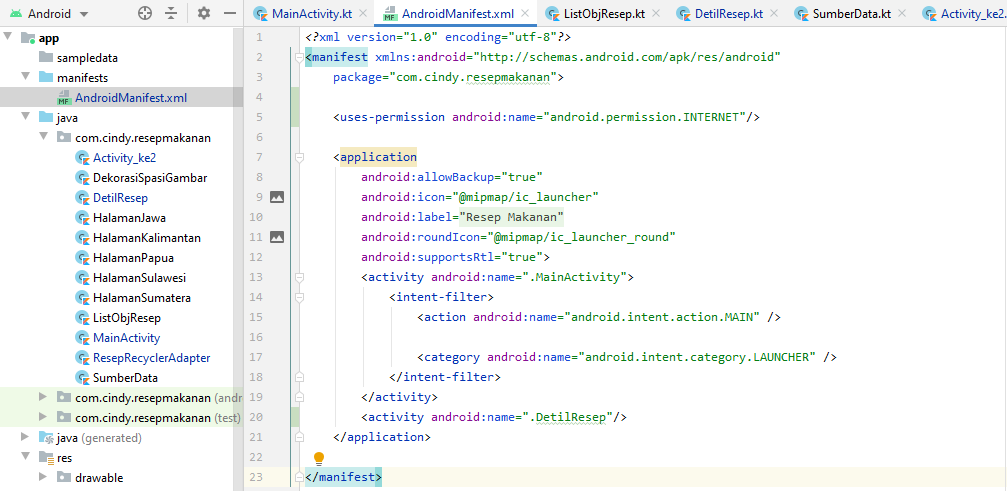 Android
MainActivity.kt
AndroidManifest.xml
ListObjResep.kt
DetilResep.kt
SumberData.kt
Activity_ke2.
app
sampledata
manifests
AndroidManifest.xml
java
com.cindy.resepmakanan
Activity_ke2
DekorasiSpasiGambar
DetilResep
HalamanJawa
HalamanKalimantan
HalamanPapua
HalamanSulawesi
HalamanSumatera
ListObjResep
MainActivity
ResepRecyclerAdapter
SumberData
com.cindy.resepmakanan (andr
com.cindy.resepmakanan (test)
java (generated)
res
drawable
1 <?xml version="1.0" encoding="utf-8"?>
2 <manifest xmlns:android="http://schemas.android.com/apk/res/android"
3 package="com.cindy.resepmakanan">
4
5 <uses-permission android:name="android.permission.INTERNET"/>
6
7 <application
8 android:allowBackup="true"
9 android:icon="@mipmap/ic_launcher"
10 android:label="Resep Makanan"
11 android:roundIcon="@mipmap/ic_launcher_round"
12 android:supportsRtl="true">
13 <activity android:name=".MainActivity">
14 <intent-filter>
15 <action android:name="android.intent.action.MAIN" />
16
17 <category android:name="android.intent.category.LAUNCHER" />
18 </intent-filter>
19 </activity>
20 <activity android:name=".DetilResep"/>
21 </application>
22
23 </manifest>